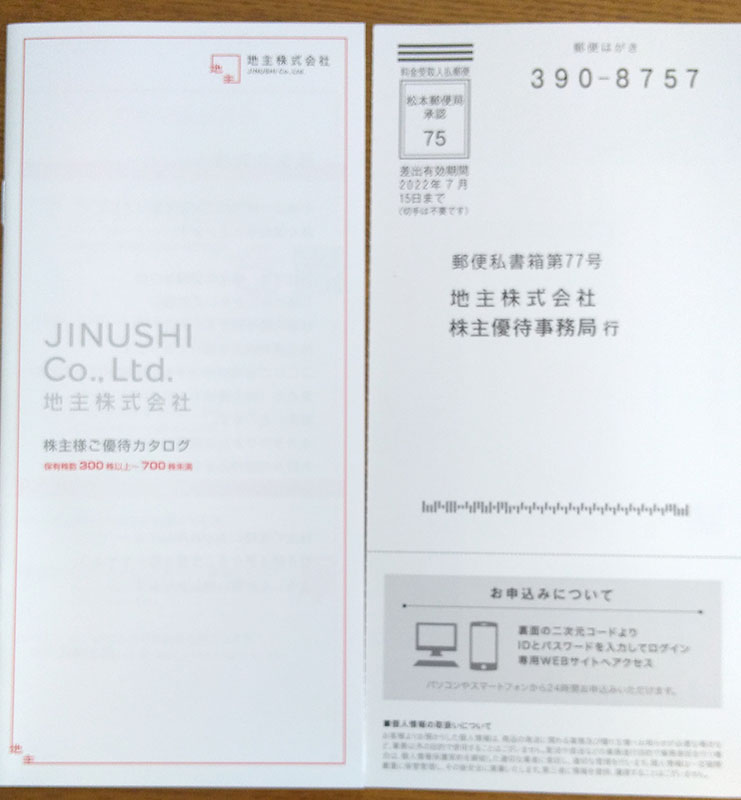 地主
地主株式会社
JINUSHI Co., Ltd.
JINUSHI
Co., Ltd.
地主株式会社
株主様ご優待カタログ
保有株数 300 株以上~ 700 株未満
地主
郵便はがき
料金受取人払郵便
390-8757
松本郵便局
承認
75
差出有効期間
2022年7月
15日まで
(切手は不要です)
郵便私書箱第77号
地主株式会社
株主優待事務局 行
お申込みについて
裏面の二次元コードより
IDとパスワードを入力してログイン
専用WEBサイトへアクセス
パソコンやスマートフォンから24時間お申込みいただけます。
■個人情報の取扱いについて